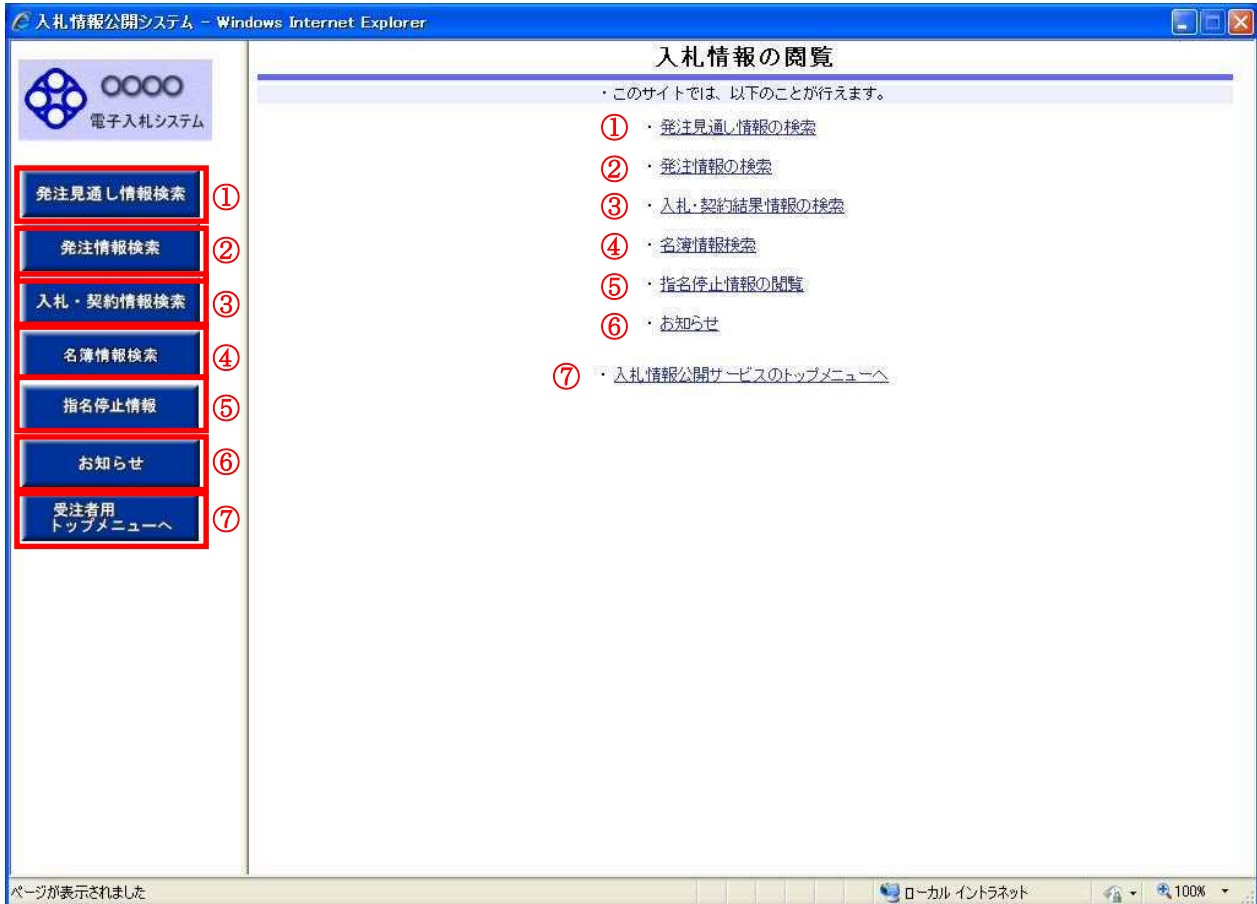 入札情報公開システム - Windows Internet Explorer
〇〇〇〇
電子入札システム
発注見通し情報検索 ①
発注情報検索 ②
入札・契約情報検索 ③
名簿情報検索 ④
指名停止情報 ⑤
お知らせ ⑥
受注者用
トップメニューへ ⑦
入札情報の閲覧
・このサイトでは、以下のことが行えます。
① ・発注見通し情報の検索
② ・発注情報の検索
③ ・入札・契約結果情報の検索
④ ・名簿情報検索
⑤ ・指名停止情報の閲覧
⑥ ・お知らせ
⑦ ・入札情報公開サービスのトップメニューへ
ページが表示されました
ローカル イントラネット
100%